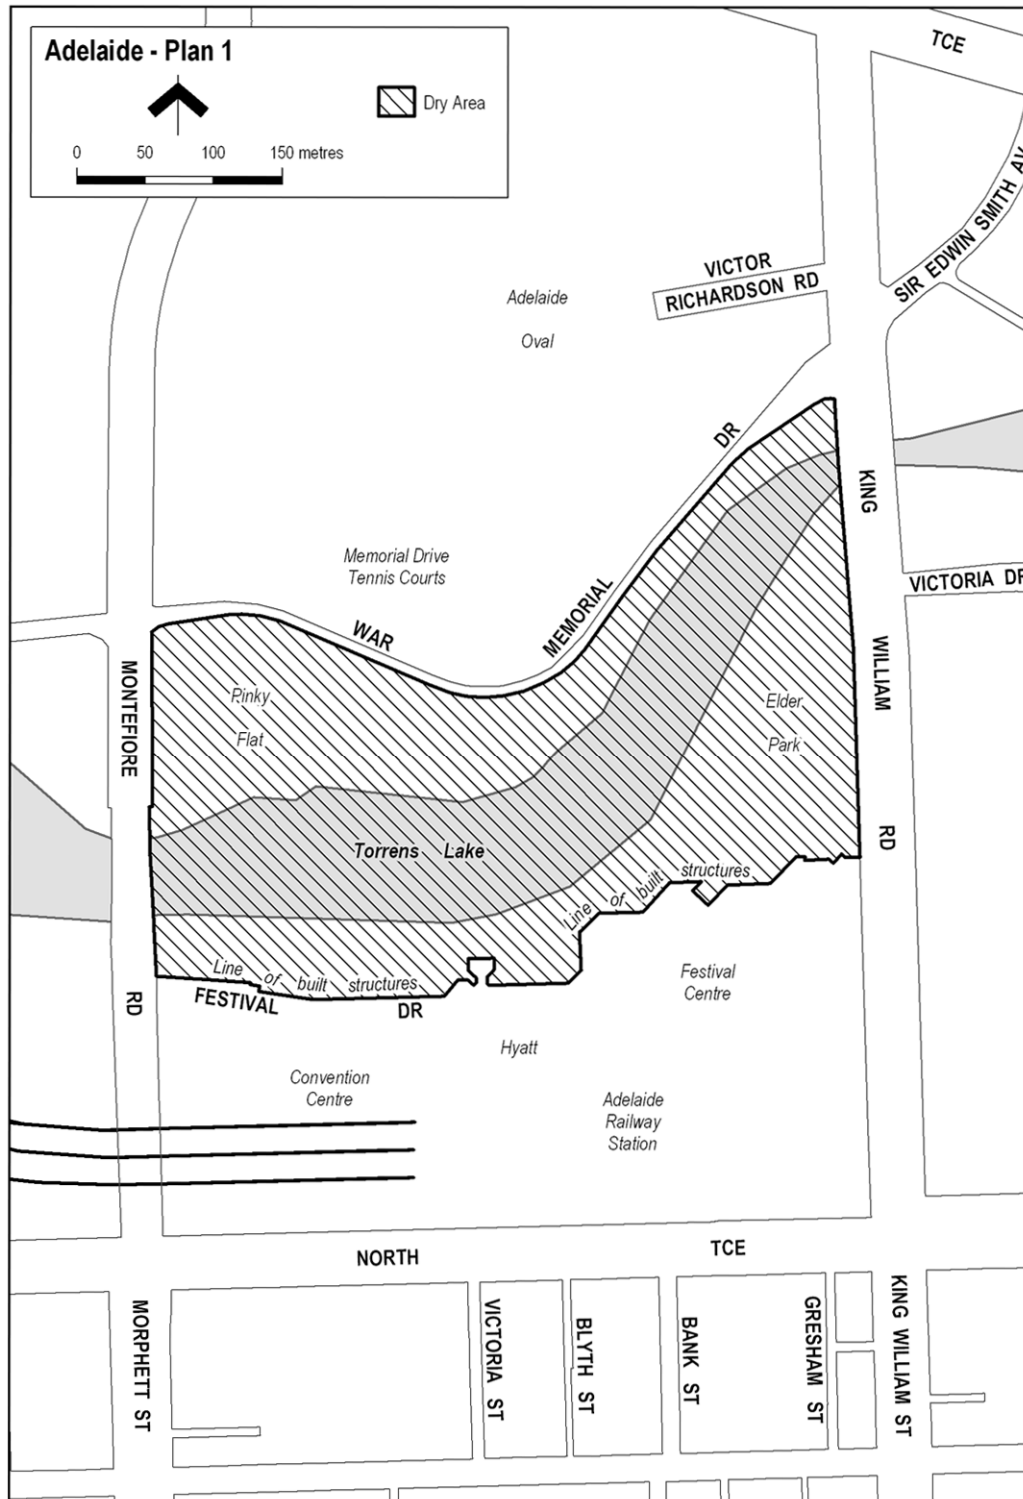 Adelaide - Plan 1
Dry Area
0 50 100 150 metres
TCE
SIR EDWIN SMITH AV
VICTOR
RICHARDSON RD
Adelaide
Oval
DR
KING
Memorial Drive
Tennis Courts
VICTORIA DR
MEMORIAL
WAR
WILLIAM
MONTEFIORE
Pinky
Flat
Elder
Park
RD
Torrens Lake
Line of built structures
Line of built structures
FESTIVAL
DR
RD
Festival
Centre
Hyatt
Convention
Centre
Adelaide
Railway
Station
NORTH
TCE
MORPHETT ST
VICTORIA ST
BLYTH ST
BANK ST
GRESHAM ST
KING WILLIAM ST